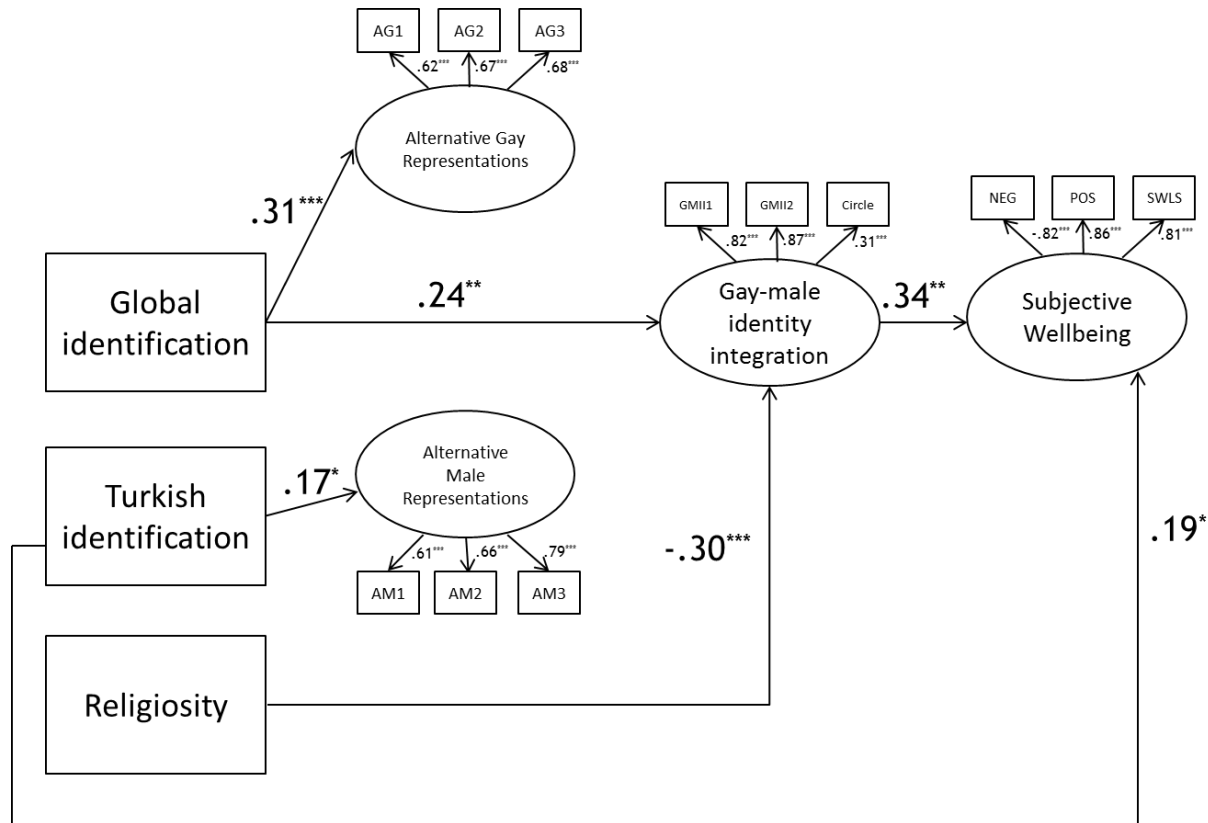 AG1
AG2
AG3
.62***
.67***
.68***
Alternative Gay
Representations
.31***
GMII1
GMII2
Circle
.82***
.87***
.31***
NEG
POS
SWLS
-.82***
.86***
.81***
Global
identification
.24**
Gay-male
identity
integration
.34**
Subjective
Wellbeing
Turkish
identification
.17*
Alternative
Male
Representations
.61***
.66***
.79***
AM1
AM2
AM3
-.30***
.19*
Religiosity